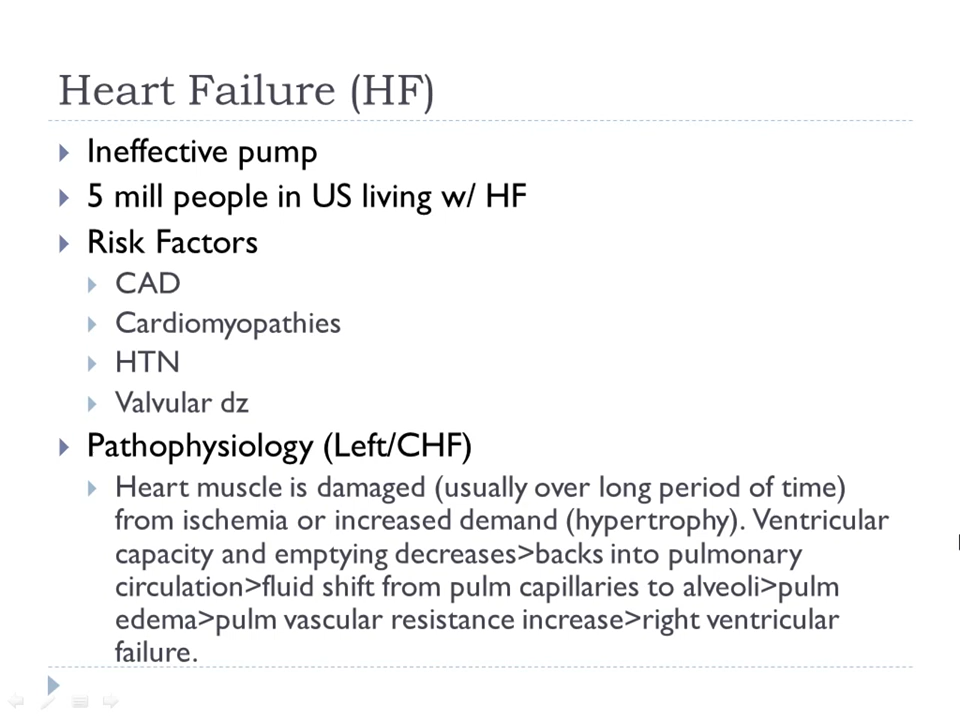 Heart Failure (HF)
Ineffective pump
5 mill people in US living w/ HF
Risk Factors
CAD
Cardiomyopathies
HTN
Valvular dz
Pathophysiology (Left/CHF)
Heart muscle is damaged (usually over long period of time)
from ischemia or increased demand (hypertrophy). Ventricular
capacity and emptying decreases>backs into pulmonary
circulation>fluid shift from pulm capillaries to alveoli>pulm
edema>pulm vascular resistance increase>right ventricular
failure.